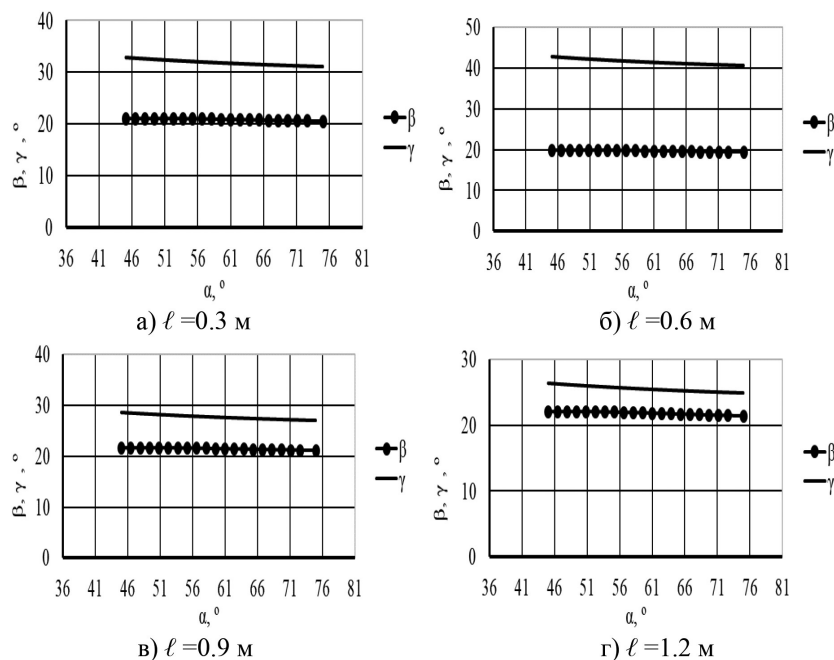 40
30
20
10
0
β, γ , º
36 41 46 51 56 61 66 71 76 81
α, º
β
γ
а) ℓ =0.3 м
50
40
30
20
10
0
β, γ , º
36 41 46 51 56 61 66 71 76 81
α, º
β
γ
б) ℓ =0.6 м
40
30
20
10
0
β, γ , º
36 41 46 51 56 61 66 71 76 81
α, º
β
γ
в) ℓ =0.9 м
30
20
10
0
β, γ , º
36 41 46 51 56 61 66 71 76 81
α, º
β
γ
г) ℓ =1.2 м